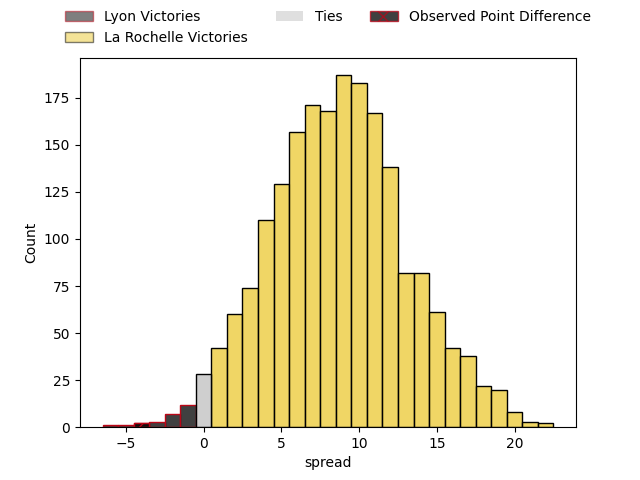 Lyon Victories
La Rochelle Victories
Ties
Observed Point Difference
175
150
125
100
75
50
25
0
Count
−5
0
5
10
15
20
spread